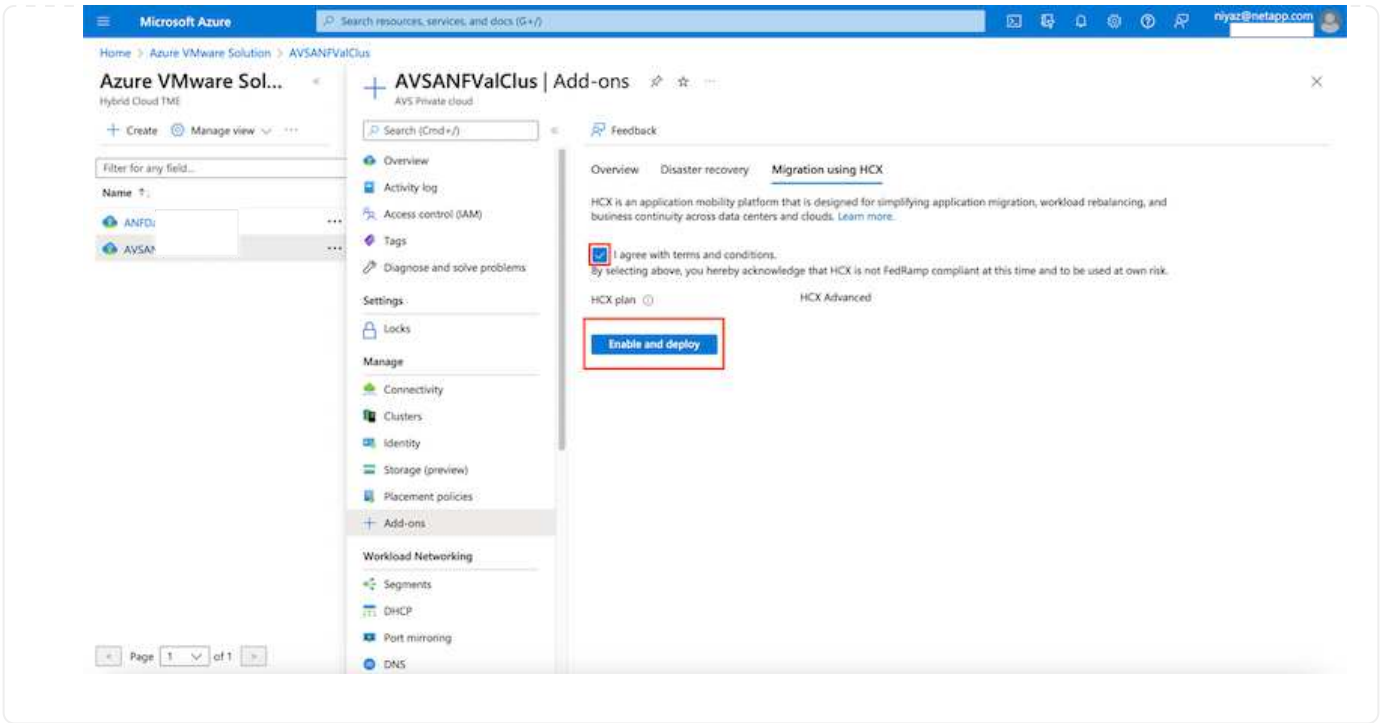 Microsoft Azure
Search resources, services, and docs (G+/)
niyaz@netapp.com
Home > Azure VMware Solution > AVSANFValClus
Azure VMware Sol...
Hybrid Cloud TME
+ Create
Manage view
Filter for any field...
Name ↑↓
ANFD
AVSAN
< Page 1 of 1 >
AVSANFValClus | Add-ons
AVS Private cloud
Search (Cmd+/)
Overview
Activity log
Access control (IAM)
Tags
Diagnose and solve problems
Settings
Locks
Manage
Connectivity
Clusters
Identity
Storage (preview)
Placement policies
Add-ons
Workload Networking
Segments
DHCP
Port mirroring
DNS
Feedback
Overview
Disaster recovery
Migration using HCX
HCX is an application mobility platform that is designed for simplifying application migration, workload rebalancing, and
business continuity across data centers and clouds. Learn more.
I agree with terms and conditions.
By selecting above, you hereby acknowledge that HCX is not FedRamp compliant at this time and to be used at own risk.
HCX plan
HCX Advanced
Enable and deploy